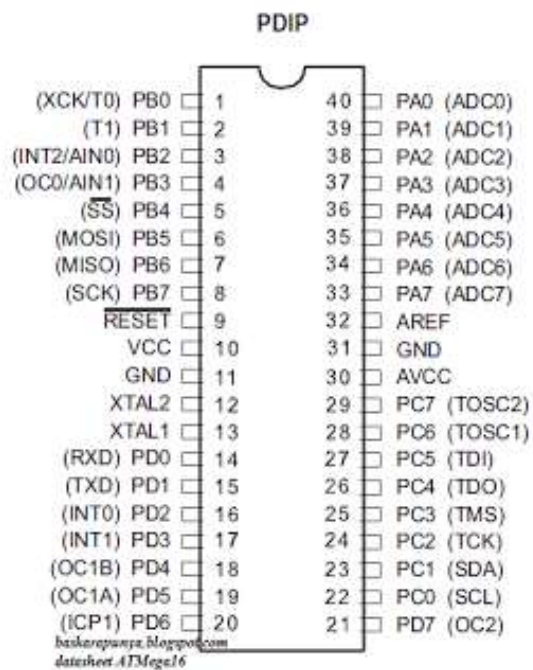 PDIP
(XCK/T0) PB0 1 40 PA0 (ADC0)
(T1) PB1 2 39 PA1 (ADC1)
(INT2/AIN0) PB2 3 38 PA2 (ADC2)
(OC0/AIN1) PB3 4 37 PA3 (ADC3)
(SS) PB4 5 36 PA4 (ADC4)
(MOSI) PB5 6 35 PA5 (ADC5)
(MISO) PB6 7 34 PA6 (ADC6)
(SCK) PB7 8 33 PA7 (ADC7)
RESET 9 32 AREF
VCC 10 31 GND
GND 11 30 AVCC
XTAL2 12 29 PC7 (TOSC2)
XTAL1 13 28 PC6 (TOSC1)
(RXD) PD0 14 27 PC5 (TDI)
(TXD) PD1 15 26 PC4 (TDO)
(INT0) PD2 16 25 PC3 (TMS)
(INT1) PD3 17 24 PC2 (TCK)
(OC1B) PD4 18 23 PC1 (SDA)
(OC1A) PD5 19 22 PC0 (SCL)
(ICP1) PD6 20 21 PD7 (OC2)
baskarapunya.blogspot.com
datasheet ATMega16